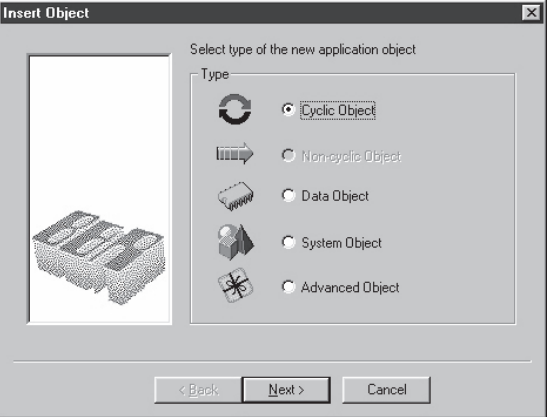 Insert Object
Select type of the new application object
Type
Cyclic Object
Non-cyclic Object
Data Object
System Object
Advanced Object
< Back
Next >
Cancel